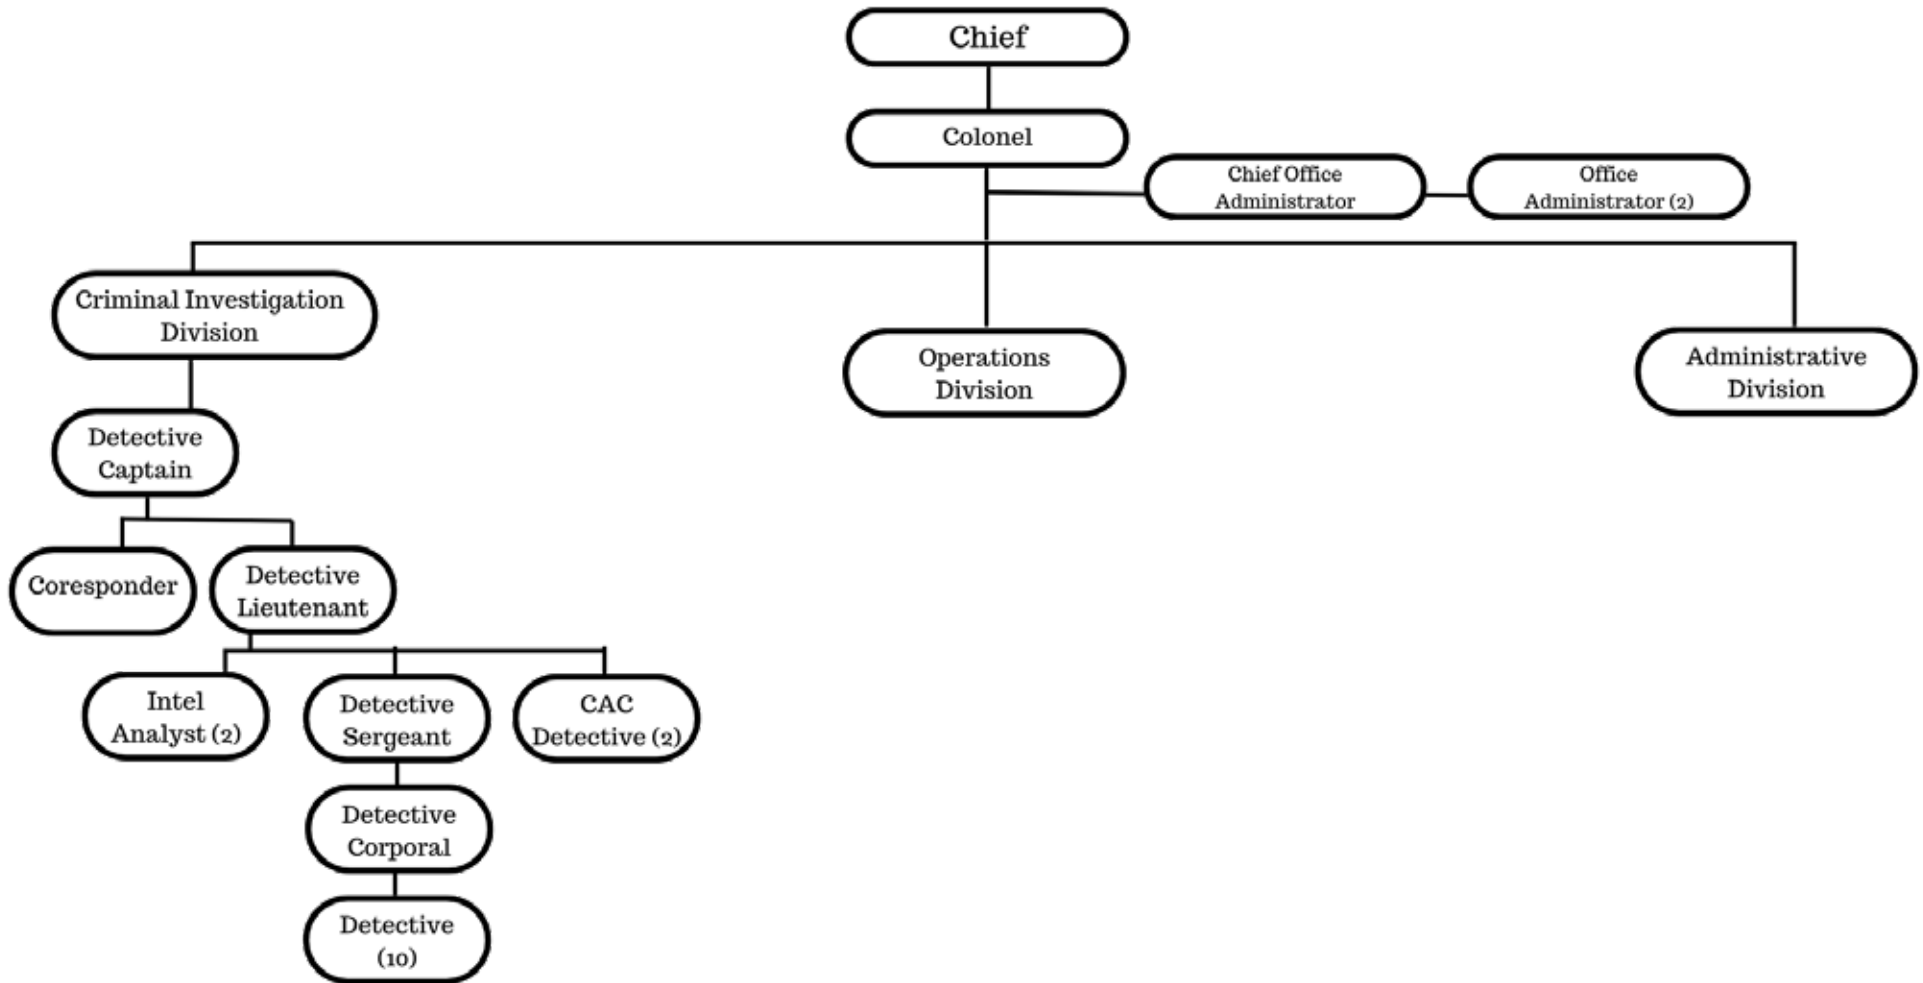 Chief
Colonel
Chief Office
Administrator
Office
Administrator (2)
Criminal Investigation
Division
Operations
Division
Administrative
Division
Detective
Captain
Coresponder
Detective
Lieutenant
Intel
Analyst (2)
Detective
Sergeant
CAC
Detective (2)
Detective
Corporal
Detective
(10)